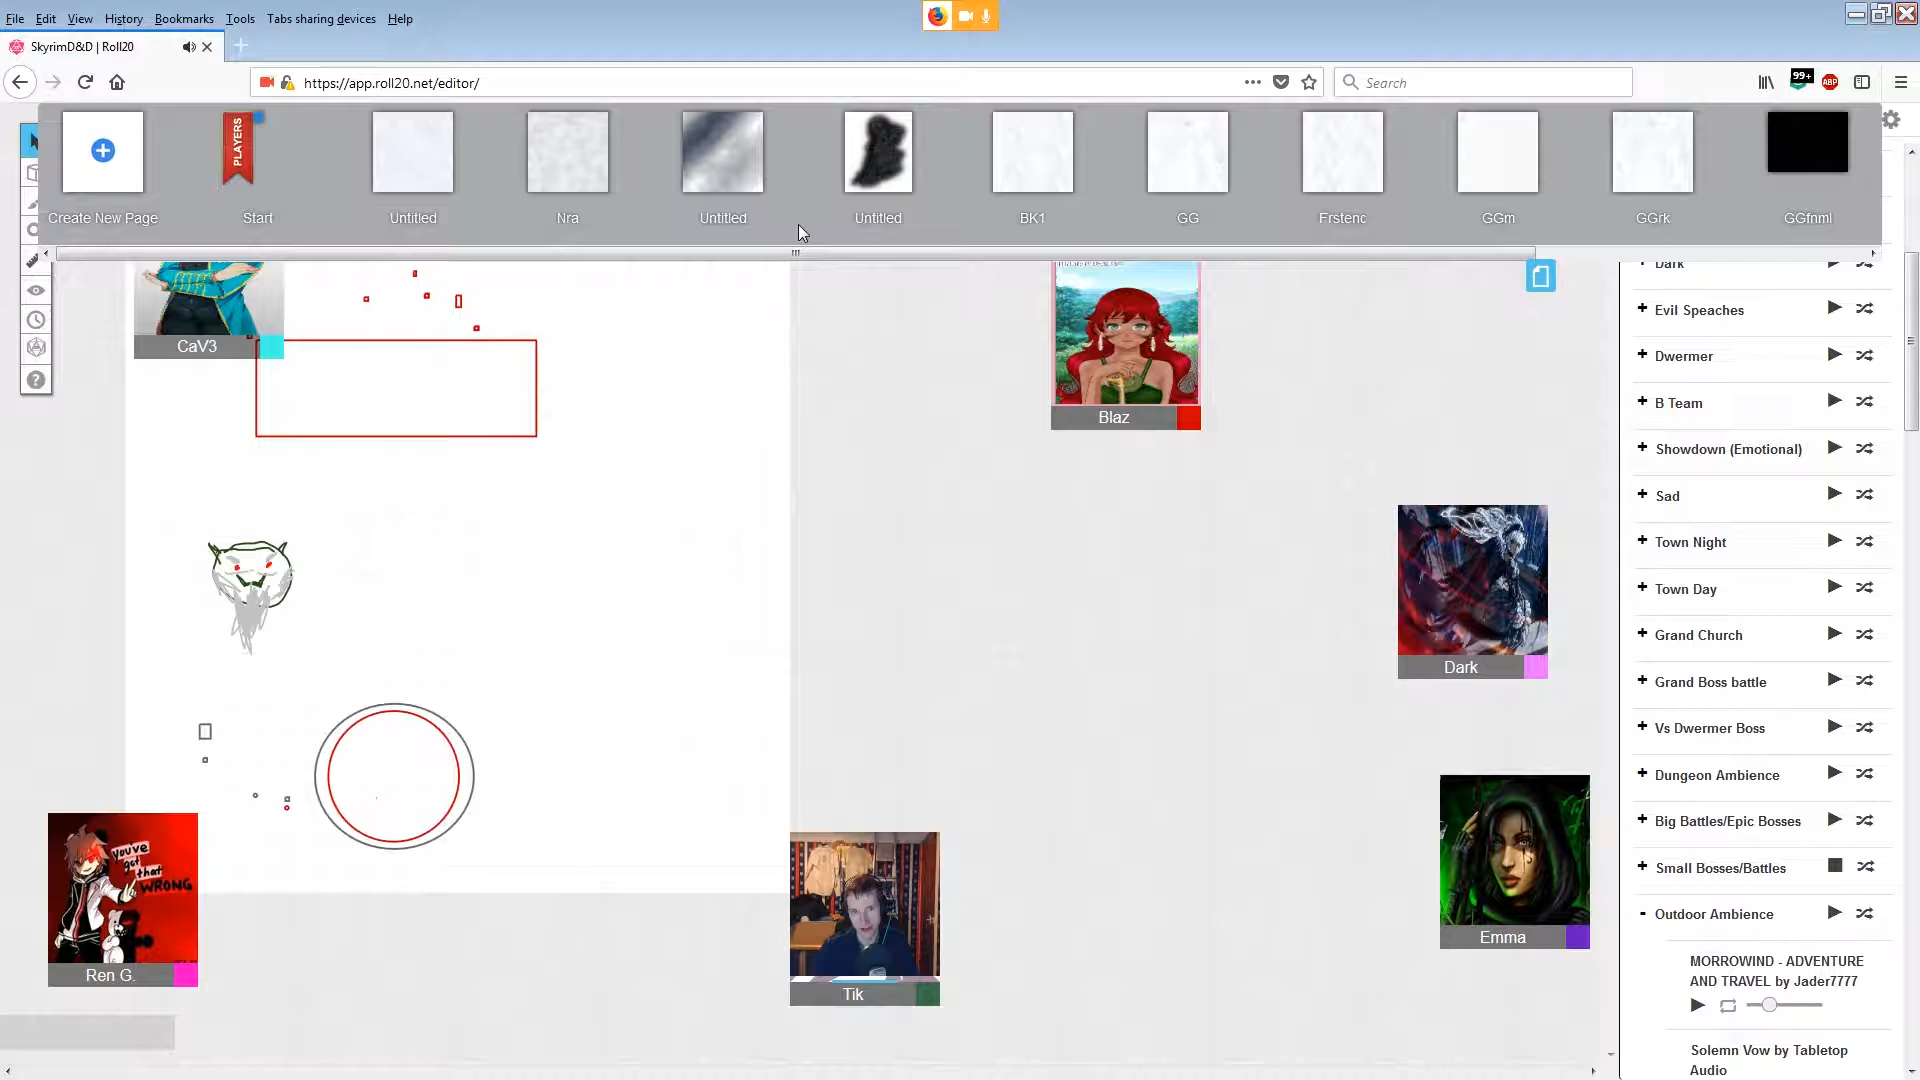 File Edit View History Bookmarks Tools Tabs sharing devices Help
SkyrimD&D | Roll20
https://app.roll20.net/editor/
Search
99+
ABP
PLAYERS
Create New Page
Start
Untitled
Nra
Untitled
Untitled
BK1
GG
Frstenc
GGm
GGrk
GGfnml
CaV3
Blaz
Dark
Emma
you've
got
that
WRONG
Ren G.
Tik
Dark
Evil Speaches
Dwermer
B Team
Showdown (Emotional)
Sad
Town Night
Town Day
Grand Church
Grand Boss battle
Vs Dwermer Boss
Dungeon Ambience
Big Battles/Epic Bosses
Small Bosses/Battles
Outdoor Ambience
MORROWIND - ADVENTURE
AND TRAVEL by Jader7777
Solemn Vow by Tabletop
Audio